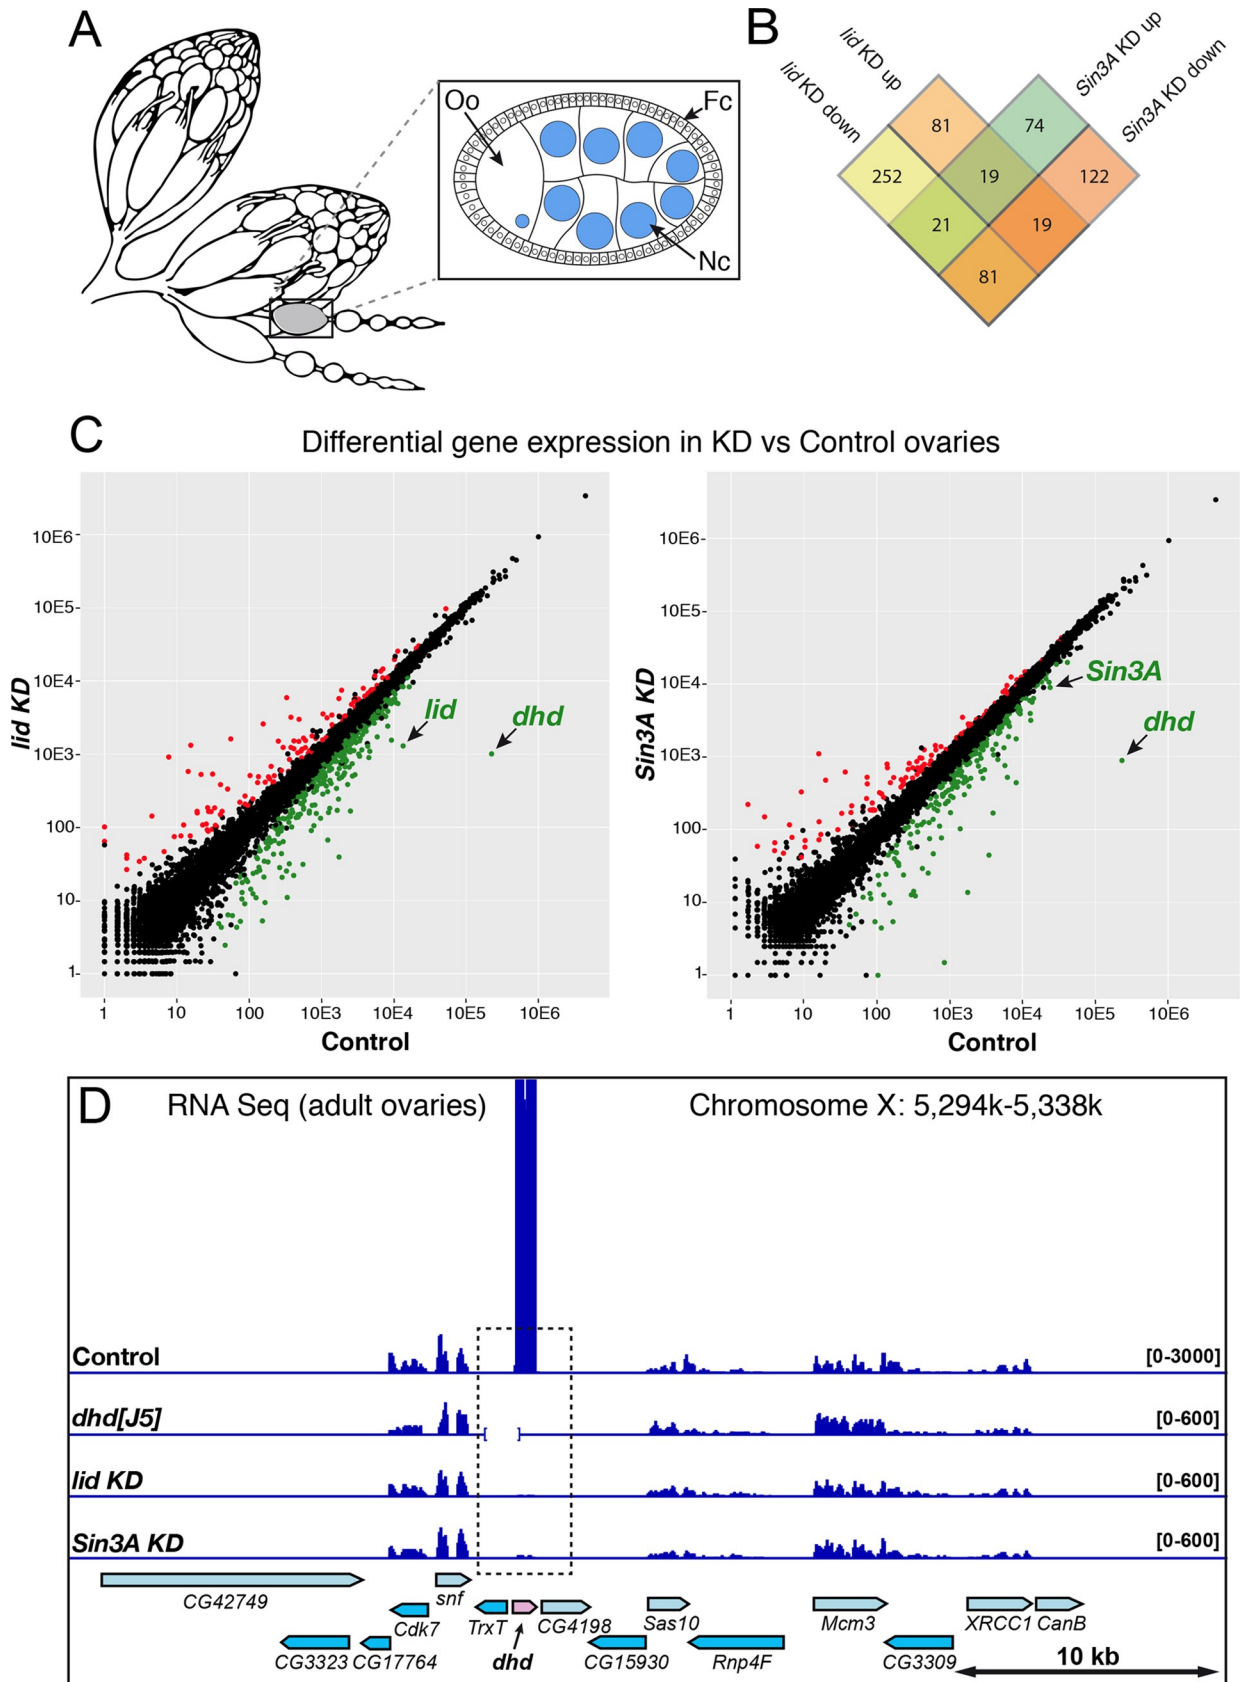 A
Oo
Fc
Nc
B
lid KD down
lid KD up
Sin3A KD up
Sin3A KD down
81
74
252
19
122
21
19
81
C
Differential gene expression in KD vs Control ovaries
lid KD
10E6
10E5
10E4
10E3
100
10
1
lid
dhd
1 10 100 10E3 10E4 10E5 10E6
Control
Sin3A KD
10E6
10E5
10E4
10E3
100
10
1
Sin3A
dhd
1 10 100 10E3 10E4 10E5 10E6
Control
D
RNA Seq (adult ovaries)
Chromosome X: 5,294k-5,338k
Control [0-3000]
dhd[J5] [0-600]
lid KD [0-600]
Sin3A KD [0-600]
CG42749 snf
Cdk7 TrxT CG4198 Sas10 Mcm3 XRCC1 CanB
CG3323 CG17764 dhd CG15930 Rnp4F CG3309
10 kb